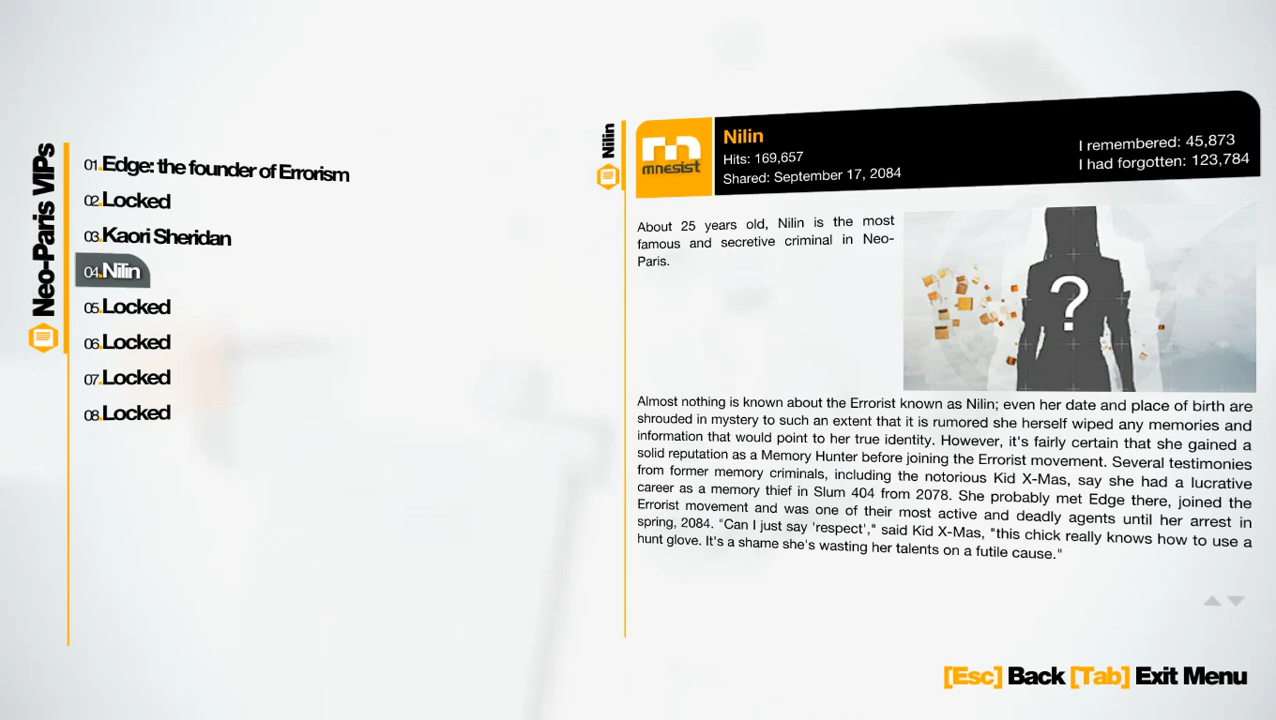 Neo-Paris VIPs
01.Edge: the founder of Errorism
02.Locked
03.Kaori Sheridan
04.Nilin
05.Locked
06.Locked
07.Locked
08.Locked
Nilin
mnesist
Nilin
Hits: 169,657
Shared: September 17, 2084
I remembered: 45,873
I had forgotten: 123,784
About 25 years old, Nilin is the most
famous and secretive criminal in Neo-
Paris.
?
Almost nothing is known about the Errorist known as Nilin; even her date and place of birth are
shrouded in mystery to such an extent that it is rumored she herself wiped any memories and
information that would point to her true identity. However, it's fairly certain that she gained a
solid reputation as a Memory Hunter before joining the Errorist movement. Several testimonies
from former memory criminals, including the notorious Kid X-Mas, say she had a lucrative
career as a memory thief in Slum 404 from 2078. She probably met Edge there, joined the
Errorist movement and was one of their most active and deadly agents until her arrest in
spring, 2084. "Can I just say 'respect'," said Kid X-Mas, "this chick really knows how to use a
hunt glove. It's a shame she's wasting her talents on a futile cause."
[Esc] Back [Tab] Exit Menu